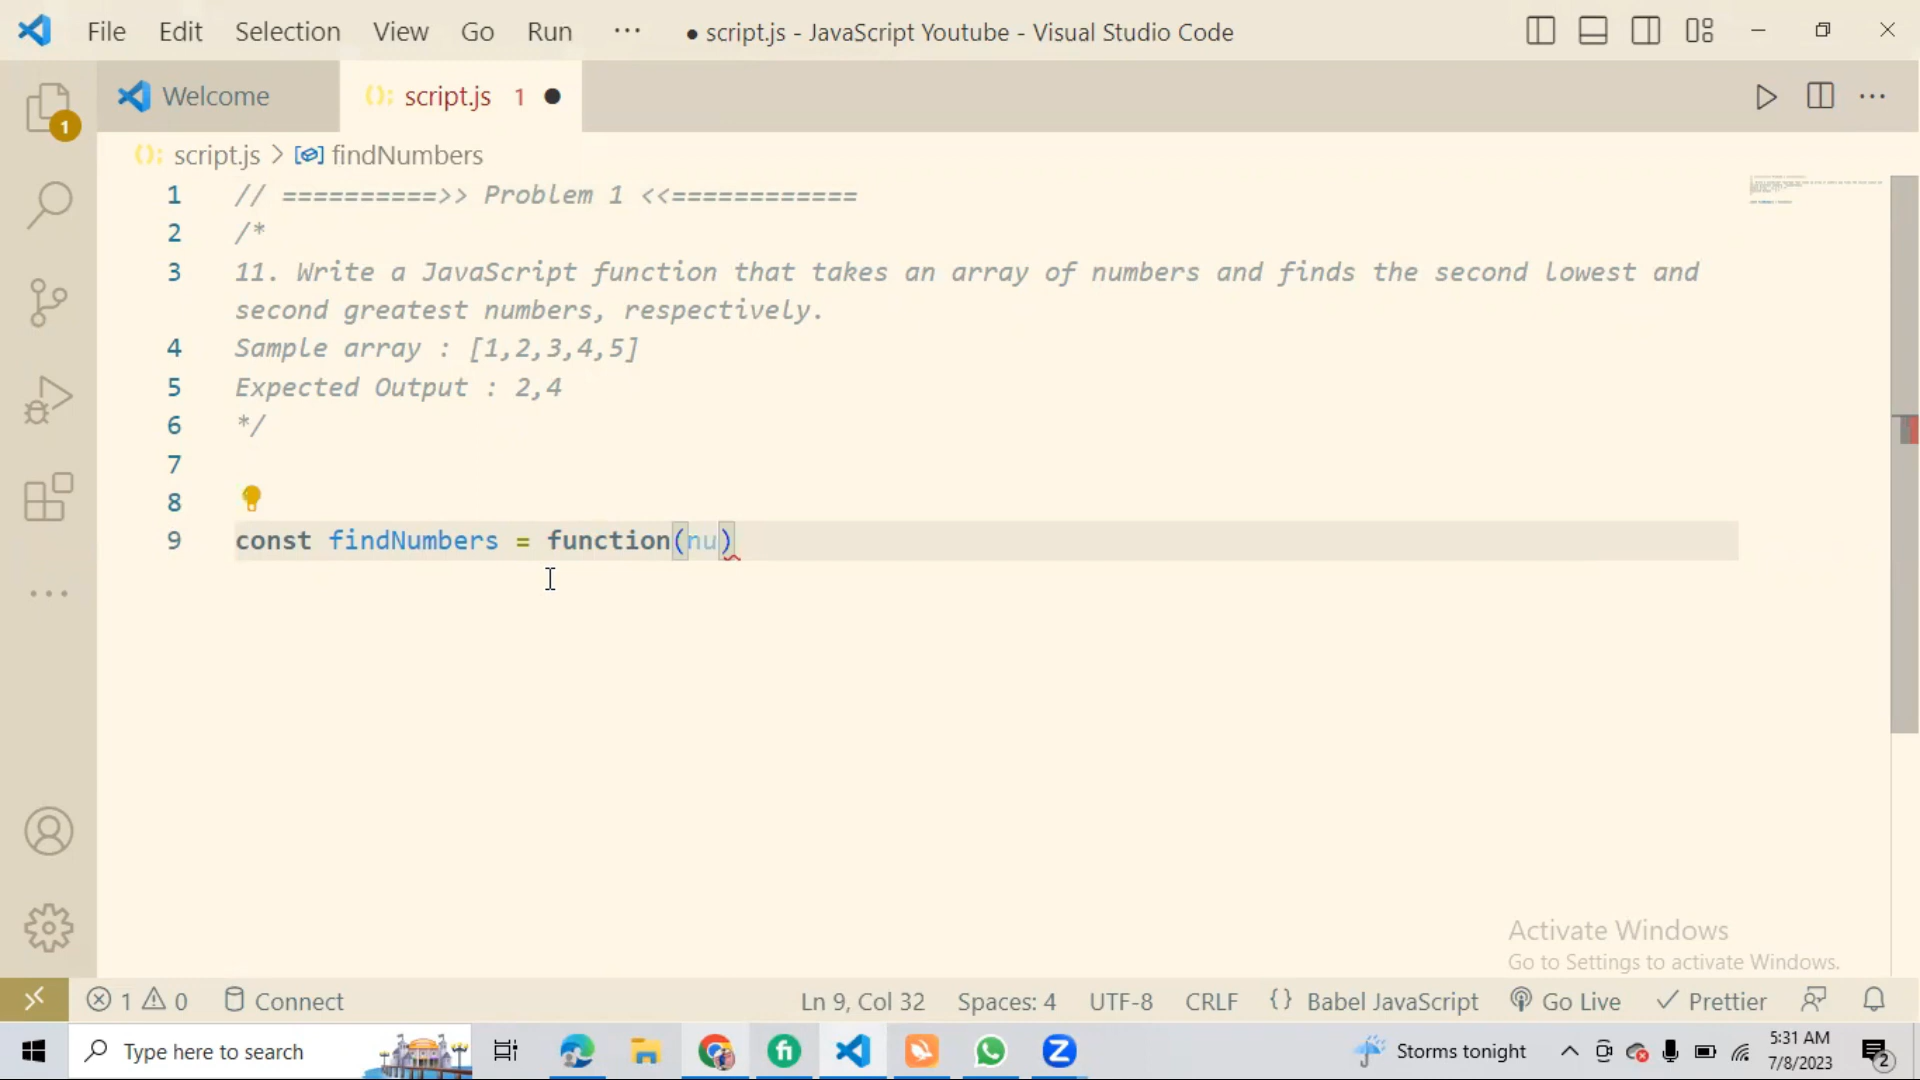 File Edit Selection View Go Run ··· ● script.js - JavaScript Youtube - Visual Studio Code
Welcome script.js 1 ●
script.js > findNumbers
1 // ==========>> Problem 1 <<============
2 /*
3 11. Write a JavaScript function that takes an array of numbers and finds the second lowest and
second greatest numbers, respectively.
4 Sample array : [1,2,3,4,5]
5 Expected Output : 2,4
6 */
7
8
9 const findNumbers = function(nu)
1
Activate Windows
Go to Settings to activate Windows.
1 0 Connect Ln 9, Col 32 Spaces: 4 UTF-8 CRLF {} Babel JavaScript Go Live Prettier
Type here to search Storms tonight 5:31 AM
7/8/2023 2